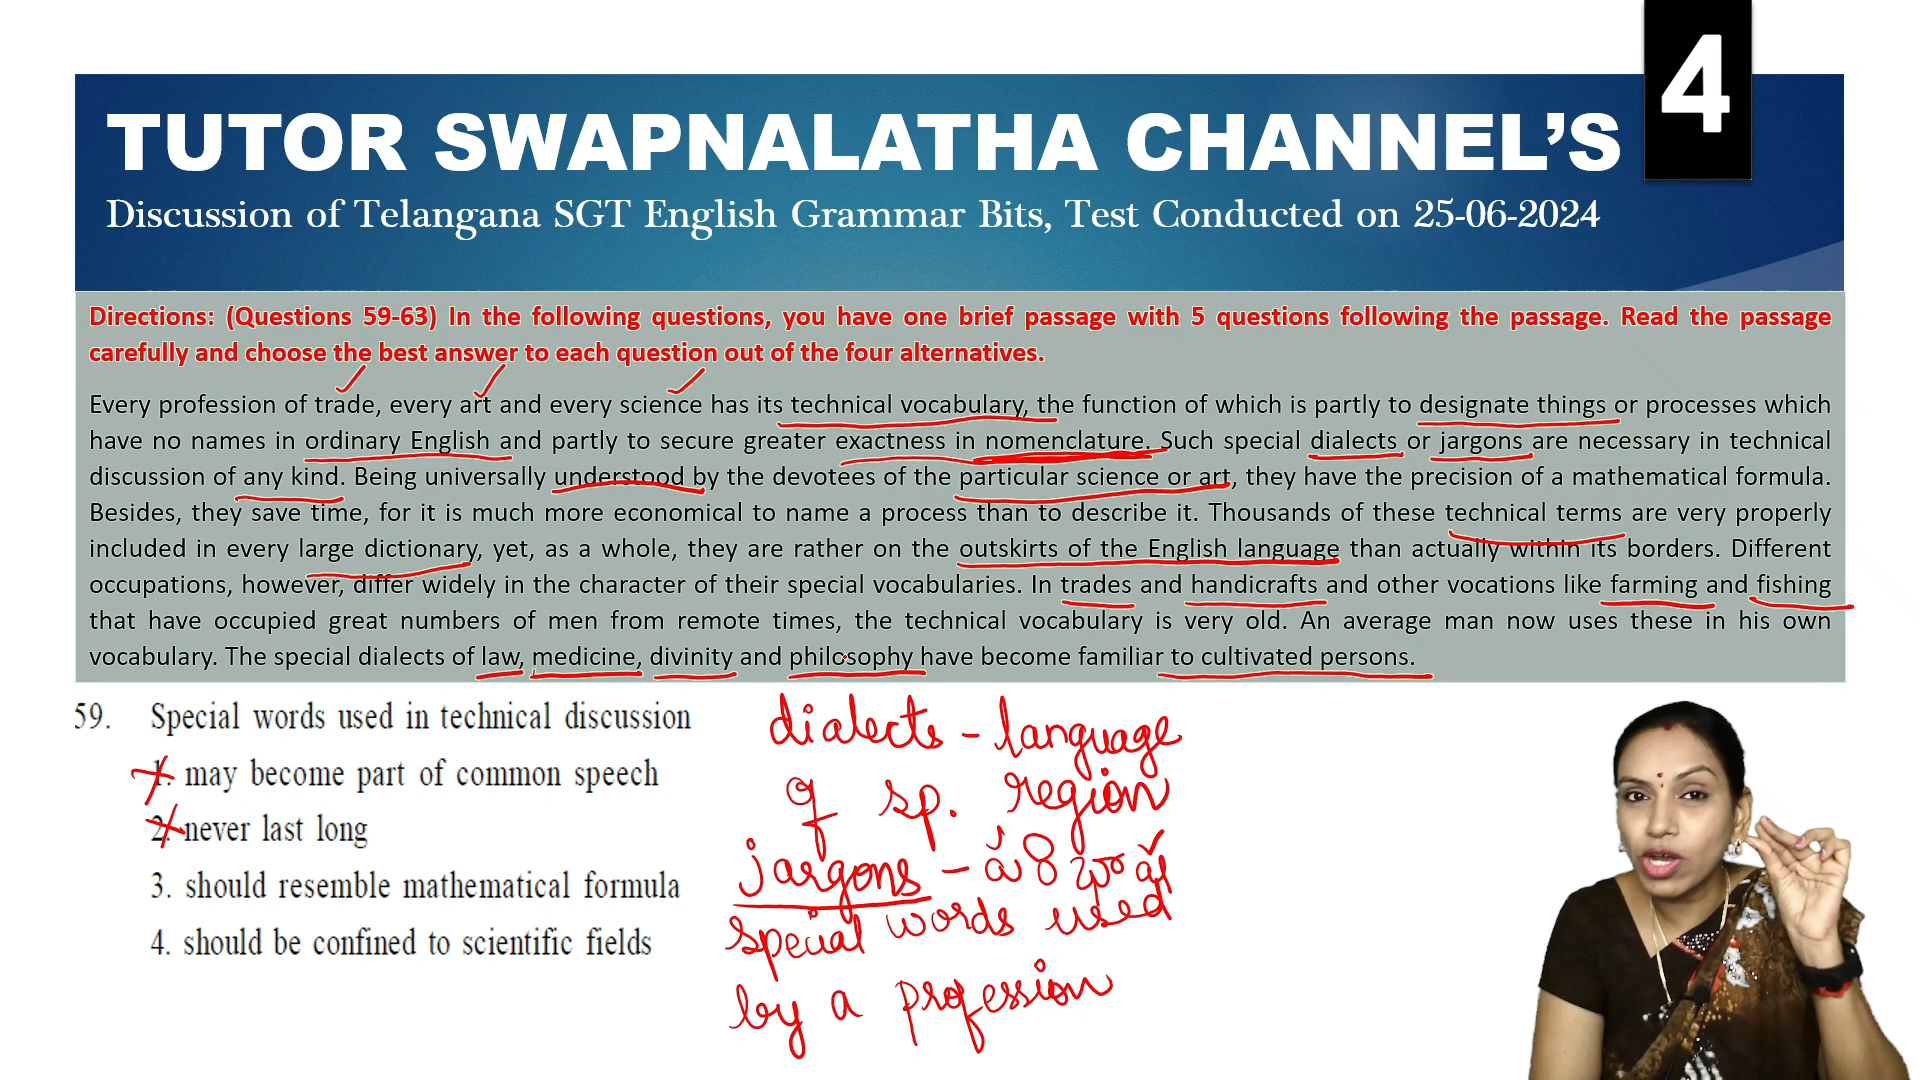 4
TUTOR SWAPNALATHA CHANNEL’S
Discussion of Telangana SGT English Grammar Bits, Test Conducted on 25-06-2024
Directions: (Questions 59-63) In the following questions, you have one brief passage with 5 questions following the passage. Read the passage
carefully and choose the best answer to each question out of the four alternatives.
Every profession of trade, every art and every science has its technical vocabulary, the function of which is partly to designate things or processes which
have no names in ordinary English and partly to secure greater exactness in nomenclature. Such special dialects or jargons are necessary in technical
discussion of any kind. Being universally understood by the devotees of the particular science or art, they have the precision of a mathematical formula.
Besides, they save time, for it is much more economical to name a process than to describe it. Thousands of these technical terms are very properly
included in every large dictionary, yet, as a whole, they are rather on the outskirts of the English language than actually within its borders. Different
occupations, however, differ widely in the character of their special vocabularies. In trades and handicrafts and other vocations like farming and fishing
that have occupied great numbers of men from remote times, the technical vocabulary is very old. An average man now uses these in his own
vocabulary. The special dialects of law, medicine, divinity and philosophy have become familiar to cultivated persons.
59. Special words used in technical discussion
1. may become part of common speech
2. never last long
3. should resemble mathematical formula
4. should be confined to scientific fields
dialects - language
of sp. region
jargons -
special words used
by a profession